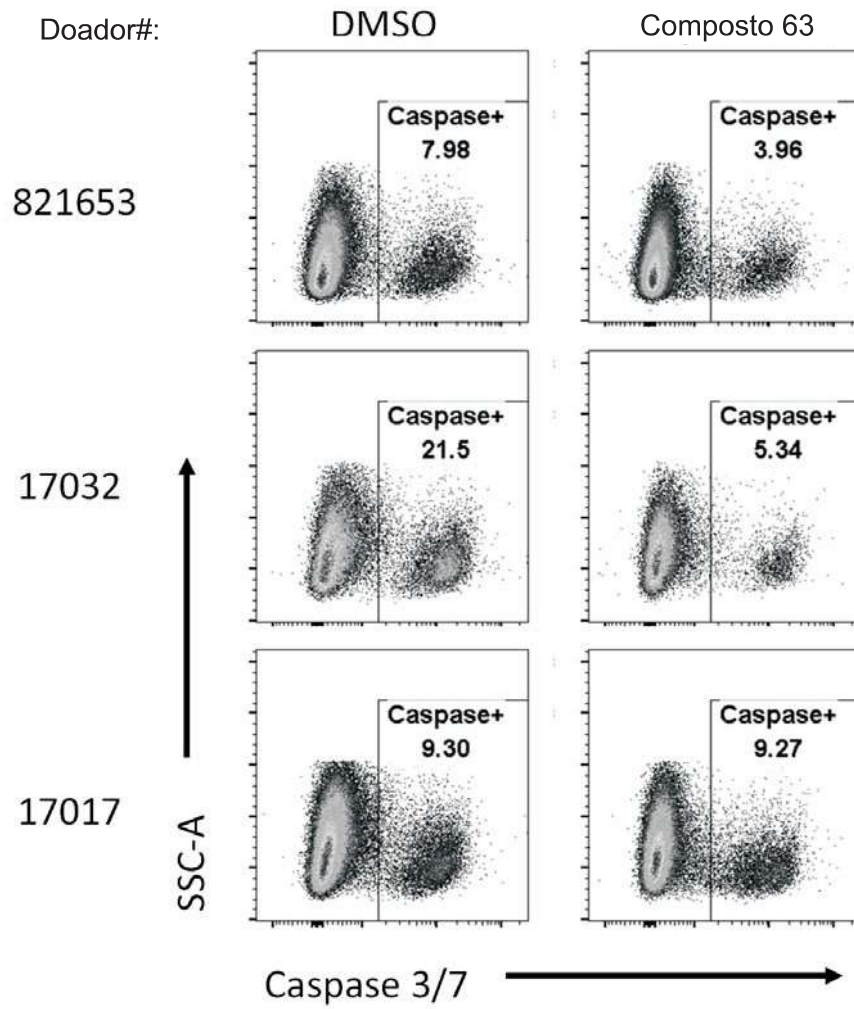 Doador#:
DMSO
Composto 63
821653
Caspase+
7.98
Caspase+
3.96
17032
Caspase+
21.5
Caspase+
5.34
17017
Caspase+
9.30
Caspase+
9.27
SSC-A
Caspase 3/7